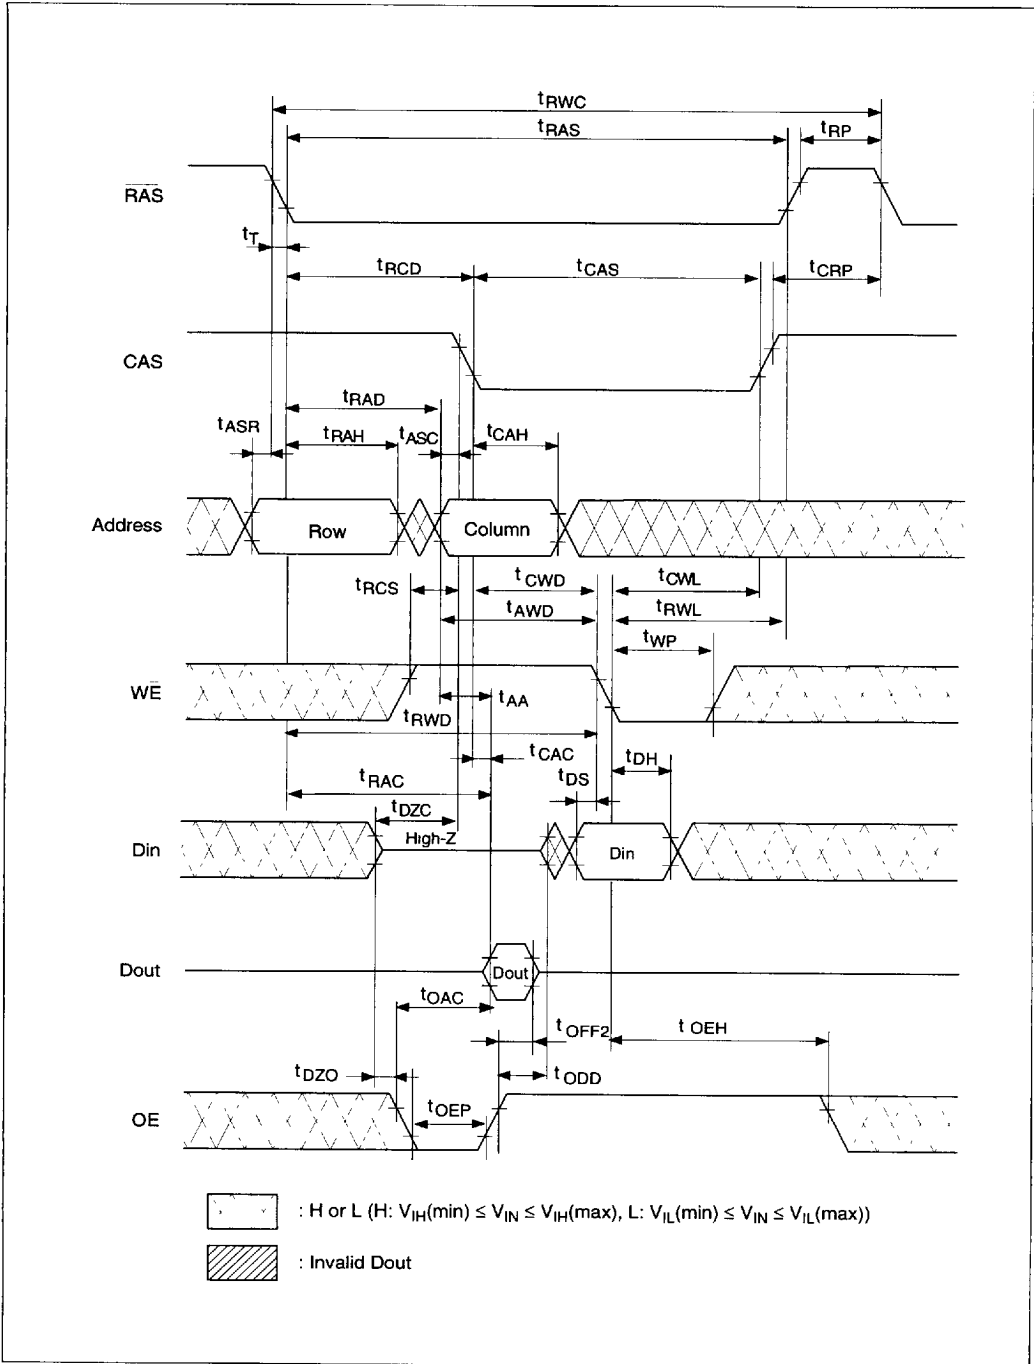 tRWC
tRAS
tRP
RAS
tT
tRCD
tCAS
tCRP
CAS
tRAD
tASR
tRAH
tASC
tCAH
Address
Row
Column
tRCS
tCWD
tCWL
tAWD
tRWL
tWP
WE
tAA
tRWD
tCAC
tRAC
tDS
tDH
tDZC
High-Z
Din
Din
Dout
Dout
tOAC
tOFF2
tOEH
tDZO
tODD
tOEP
OE
: H or L (H: VIH(min) ≤ VIN ≤ VIH(max), L: VIL(min) ≤ VIN ≤ VIL(max))
: Invalid Dout